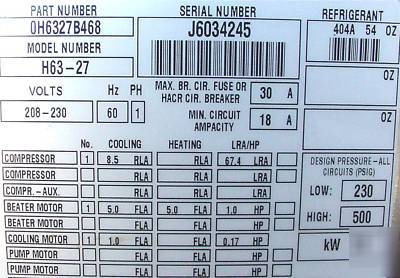 PART NUMBER SERIAL NUMBER REFRIGERANT
0H6327B468 J6034245 404A 54 OZ
MODEL NUMBER
H63-27 OZ
VOLTS Hz PH MAX. BR. CIR. FUSE OR HACR CIR. BREAKER 30 A
208-230 60 1 MIN. CIRCUIT AMPACITY 18 A OZ
No. COOLING HEATING LRA/HP
COMPRESSOR 1 8.5 RLA RLA 67.4 LRA DESIGN PRESSURE-ALL CIRCUITS (PSIG)
COMPRESSOR RLA RLA LRA
COMPR.-AUX. RLA RLA LRA LOW: 230
BEATER MOTOR 1 5.0 FLA 5.0 FLA 1.0 HP
BEATER MOTOR FLA FLA HP HIGH: 500
COOLING MOTOR 1 1.0 FLA 0.17 HP
PUMP MOTOR FLA FLA HP kW
PUMP MOTOR FLA FLA HP